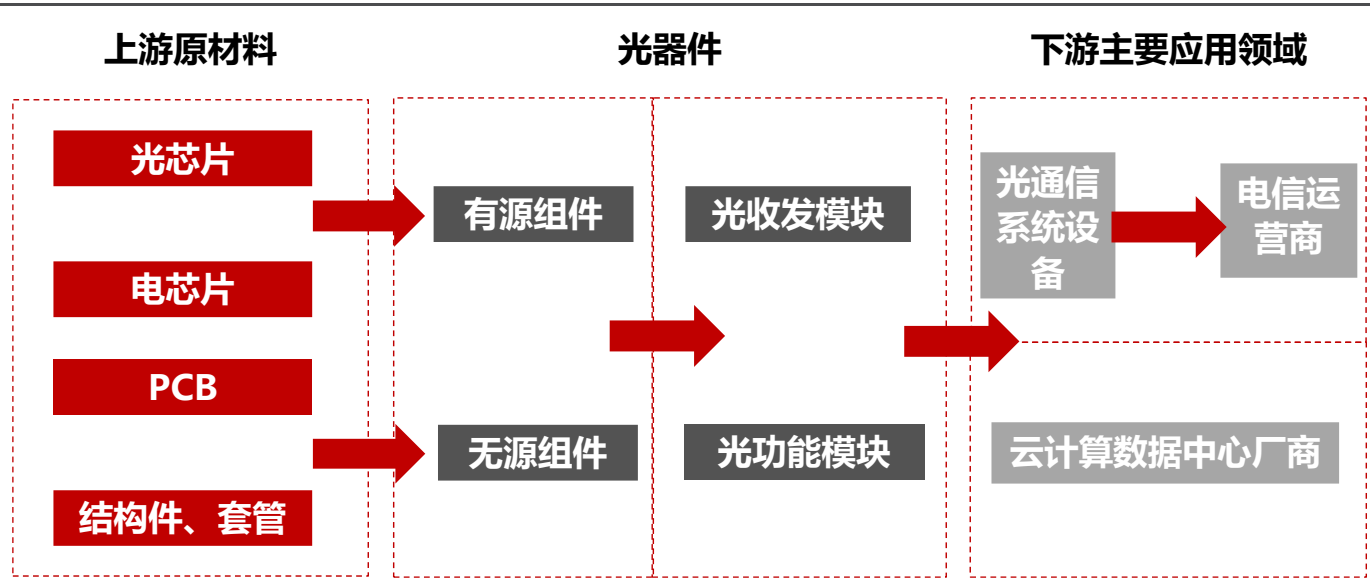 上游原材料
光器件
下游主要应用领域
光芯片
电芯片
PCB
结构件、套管
有源组件
无源组件
光收发模块
光功能模块
光通信
系统设
备
电信运
营商
云计算数据中心厂商